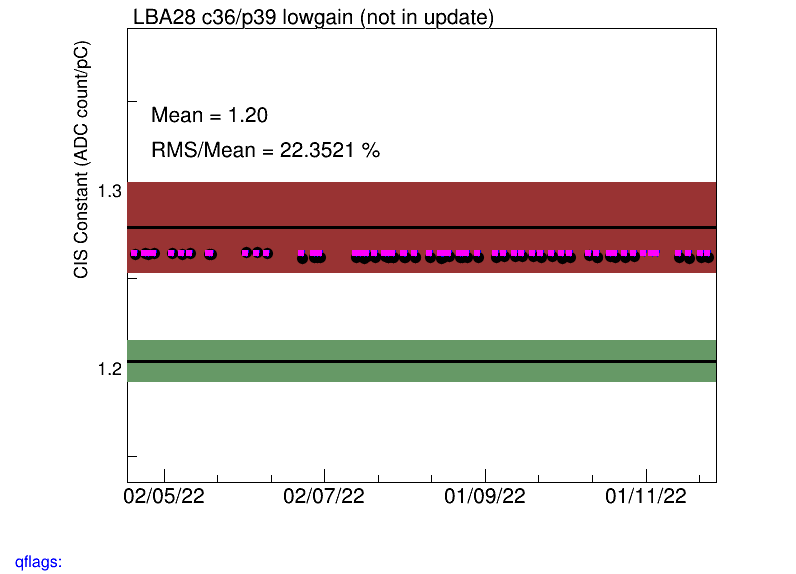 LBA28 c36/p39 lowgain (not in update)
CIS Constant (ADC count/pC)
Mean = 1.20
RMS/Mean = 22.3521 %
1.3
1.2
02/05/22 02/07/22 01/09/22 01/11/22
qflags: